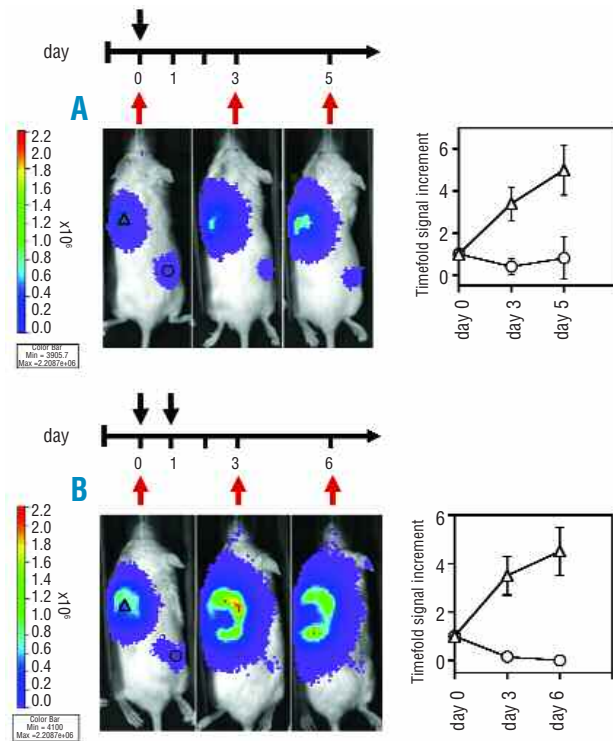 day
0 1 3 5
A
2.2
2.0
1.8
1.6
1.4
1.2
1.0
0.8
0.6
0.4
0.2
0.0
x10⁶
Color Bar
Min = 3905.7
Max =2.2087e+06
Timefold signal increment
6
4
2
0
day 0
day 3
day 5
day
0 1 3 6
B
2.2
2.0
1.8
1.6
1.4
1.2
1.0
0.8
0.6
0.4
0.2
0.0
x10⁶
Color Bar
Min = 4100
Max =2.2087e+06
Timefold signal increment
6
4
2
0
day 0
day 3
day 6